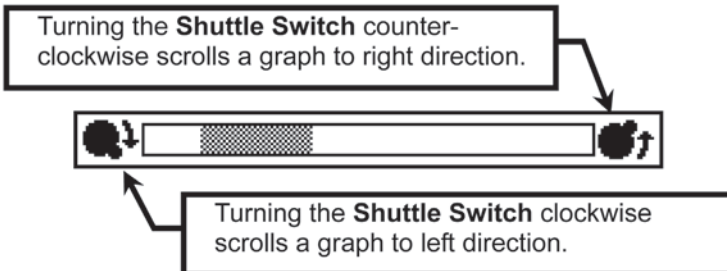 Turning the Shuttle Switch counter-
clockwise scrolls a graph to right direction.
Turning the Shuttle Switch clockwise
scrolls a graph to left direction.